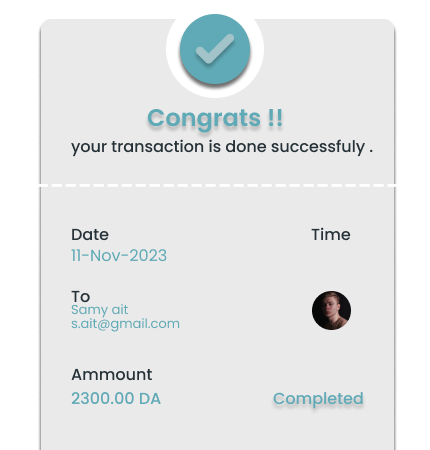 Congrats !!
your transaction is done successfuly .
Date
Time
11-Nov-2023
To
Samy ait
s.ait@gmail.com
Ammount
2300.00 DA
Completed